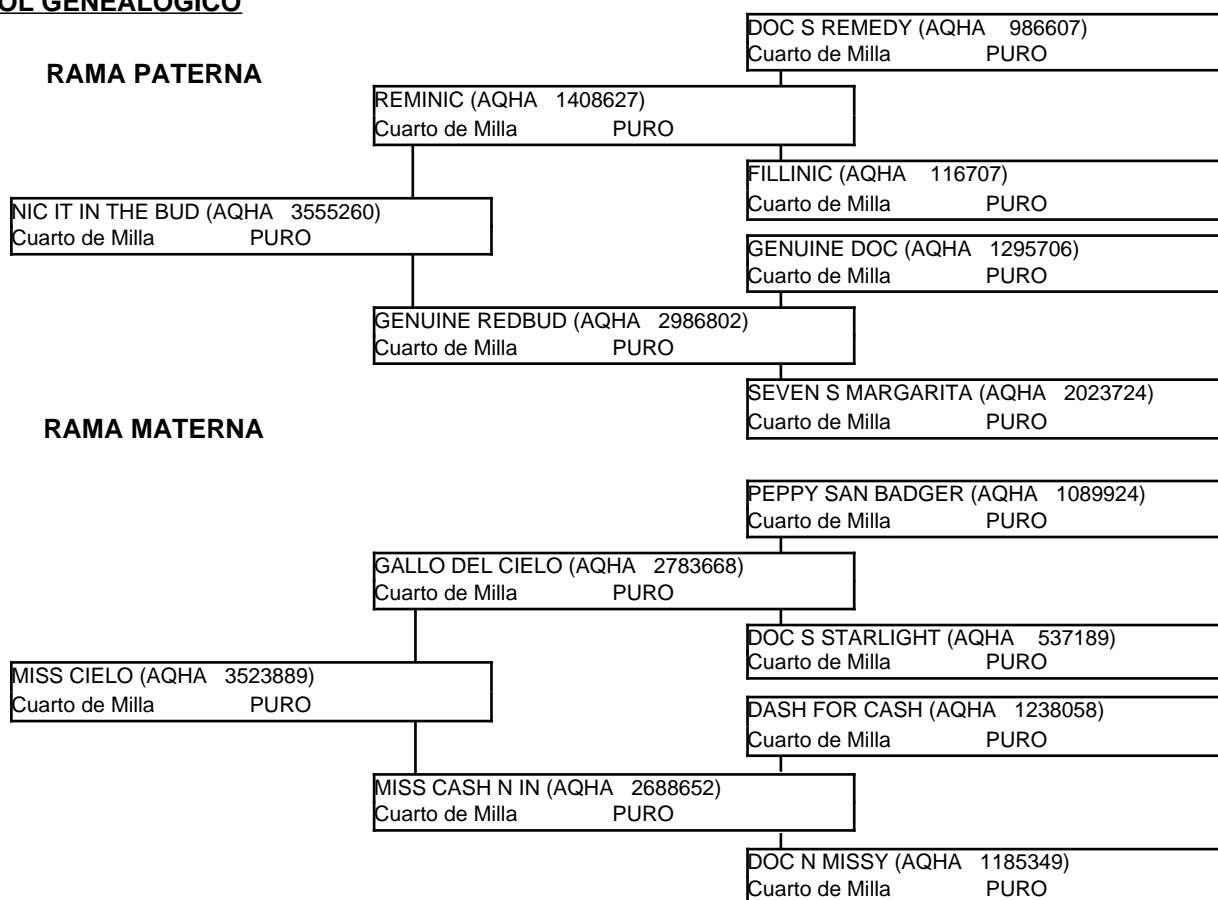 OL GENEALÓGICO
DOC S REMEDY (AQHA 986607)
Cuarto de Milla PURO
RAMA PATERNA
REMINIC (AQHA 1408627)
Cuarto de Milla PURO
FILLINIC (AQHA 116707)
Cuarto de Milla PURO
NIC IT IN THE BUD (AQHA 3555260)
Cuarto de Milla PURO
GENUINE DOC (AQHA 1295706)
Cuarto de Milla PURO
GENUINE REDBUD (AQHA 2986802)
Cuarto de Milla PURO
SEVEN S MARGARITA (AQHA 2023724)
Cuarto de Milla PURO
RAMA MATERNA
PEPPY SAN BADGER (AQHA 1089924)
Cuarto de Milla PURO
GALLO DEL CIELO (AQHA 2783668)
Cuarto de Milla PURO
DOC S STARLIGHT (AQHA 537189)
Cuarto de Milla PURO
MISS CIELO (AQHA 3523889)
Cuarto de Milla PURO
DASH FOR CASH (AQHA 1238058)
Cuarto de Milla PURO
MISS CASH N IN (AQHA 2688652)
Cuarto de Milla PURO
DOC N MISSY (AQHA 1185349)
Cuarto de Milla PURO